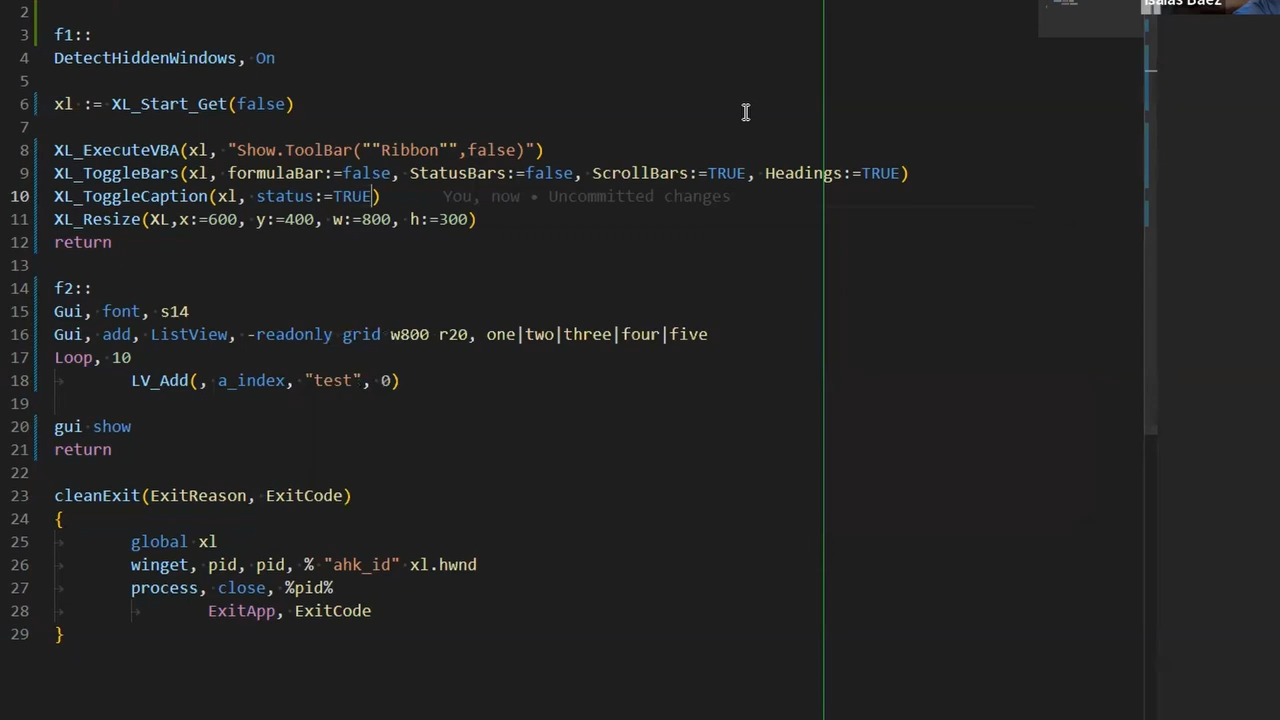 Isaias Baez
2
3 f1::
4 DetectHiddenWindows, On
5
6 xl := XL_Start_Get(false)
7
8 XL_ExecuteVBA(xl, "Show.ToolBar(""Ribbon"",false)")
9 XL_ToggleBars(xl, formulaBar:=false, StatusBars:=false, ScrollBars:=TRUE, Headings:=TRUE)
10 XL_ToggleCaption(xl, status:=TRUE) You, now • Uncommitted changes
11 XL_Resize(XL,x:=600, y:=400, w:=800, h:=300)
12 return
13
14 f2::
15 Gui, font, s14
16 Gui, add, ListView, -readonly grid w800 r20, one|two|three|four|five
17 Loop, 10
18 LV_Add(, a_index, "test", 0)
19
20 gui show
21 return
22
23 cleanExit(ExitReason, ExitCode)
24 {
25 global xl
26 winget, pid, pid, % "ahk_id" xl.hwnd
27 process, close, %pid%
28 ExitApp, ExitCode
29 }